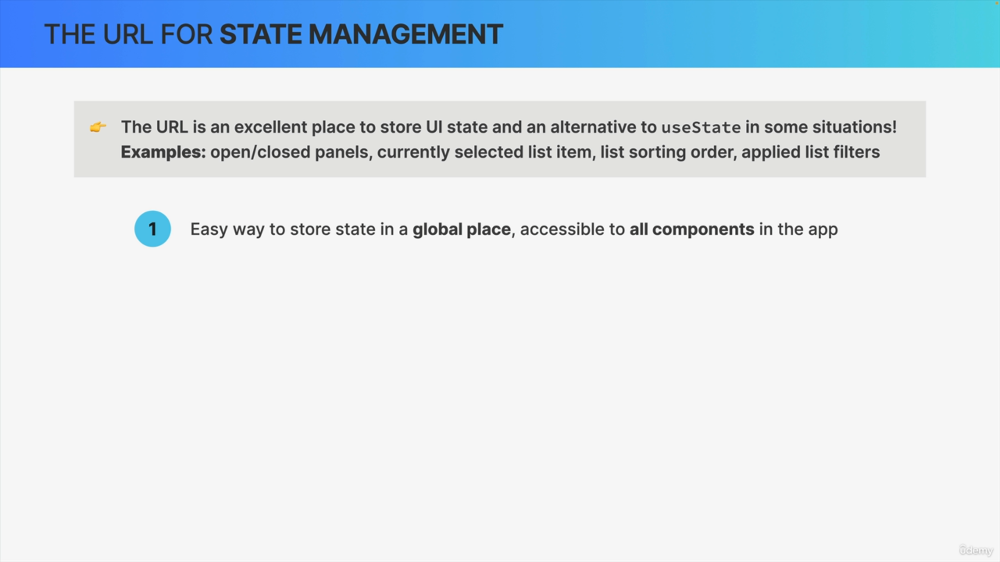 THE URL FOR STATE MANAGEMENT
The URL is an excellent place to store UI state and an alternative to useState in some situations!
Examples: open/closed panels, currently selected list item, list sorting order, applied list filters
1 Easy way to store state in a global place, accessible to all components in the app
ûdemy